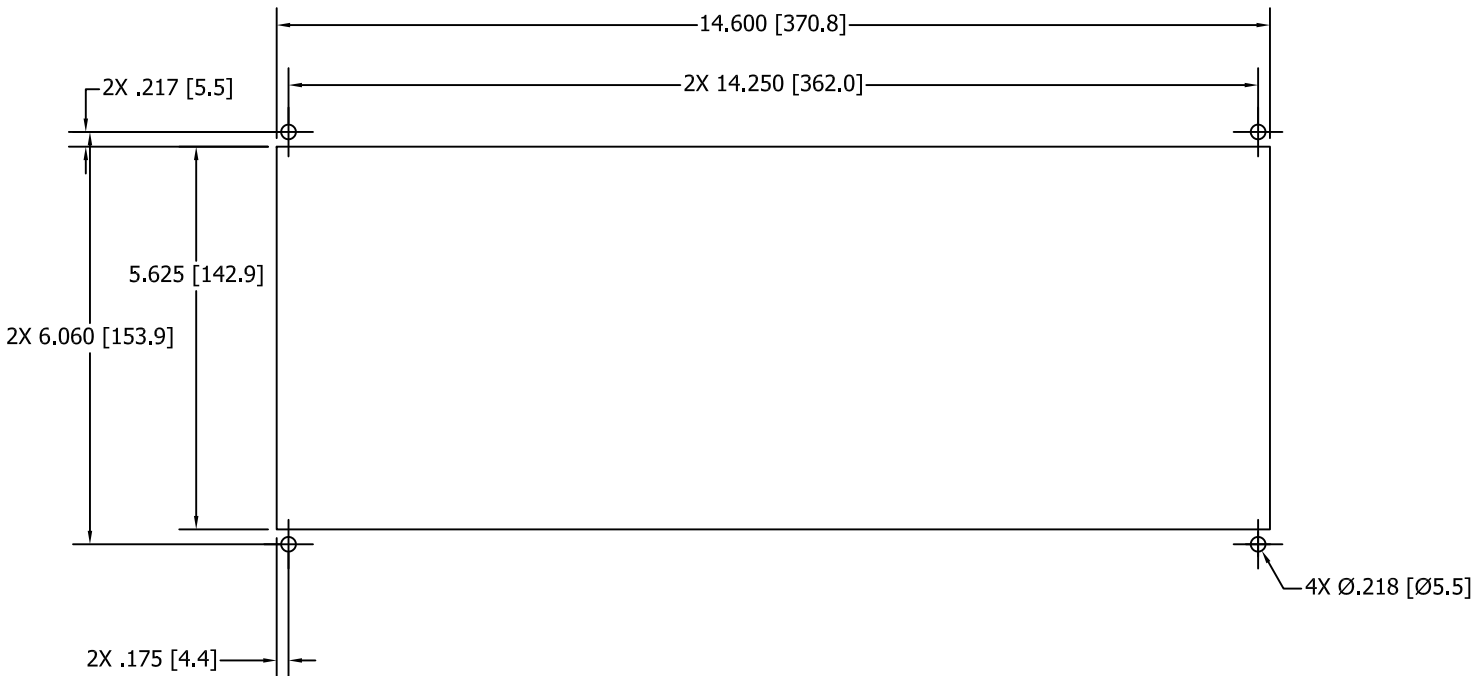 14.600 [370.8]
2X .217 [5.5]
2X 14.250 [362.0]
5.625 [142.9]
2X 6.060 [153.9]
4X Ø.218 [Ø5.5]
2X .175 [4.4]